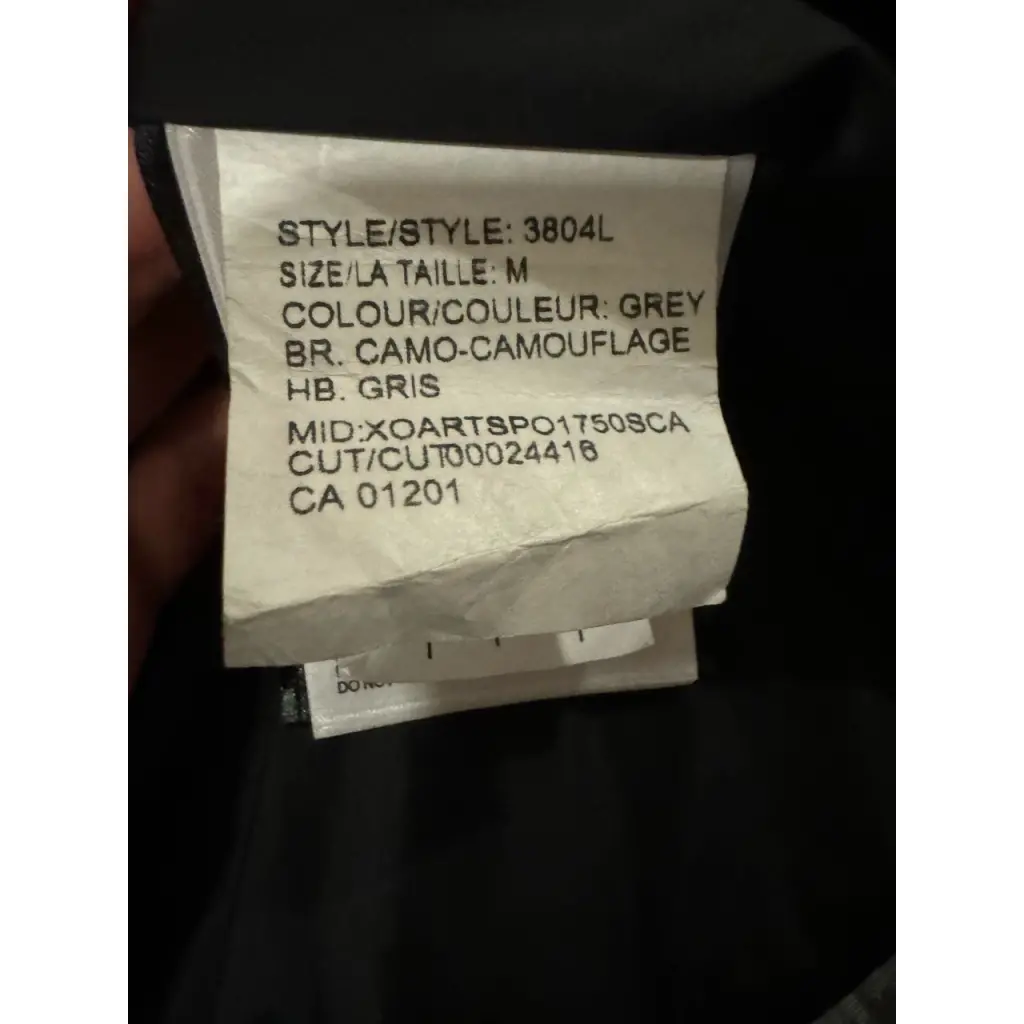 STYLE/STYLE: 3804L
SIZE/LA TAILLE: M
COLOUR/COULEUR: GREY
BR. CAMO-CAMOUFLAGE
HB. GRIS
MID:XOARTSPO1750SCA
CUT/CUT00024416
CA 01201
DO NOT